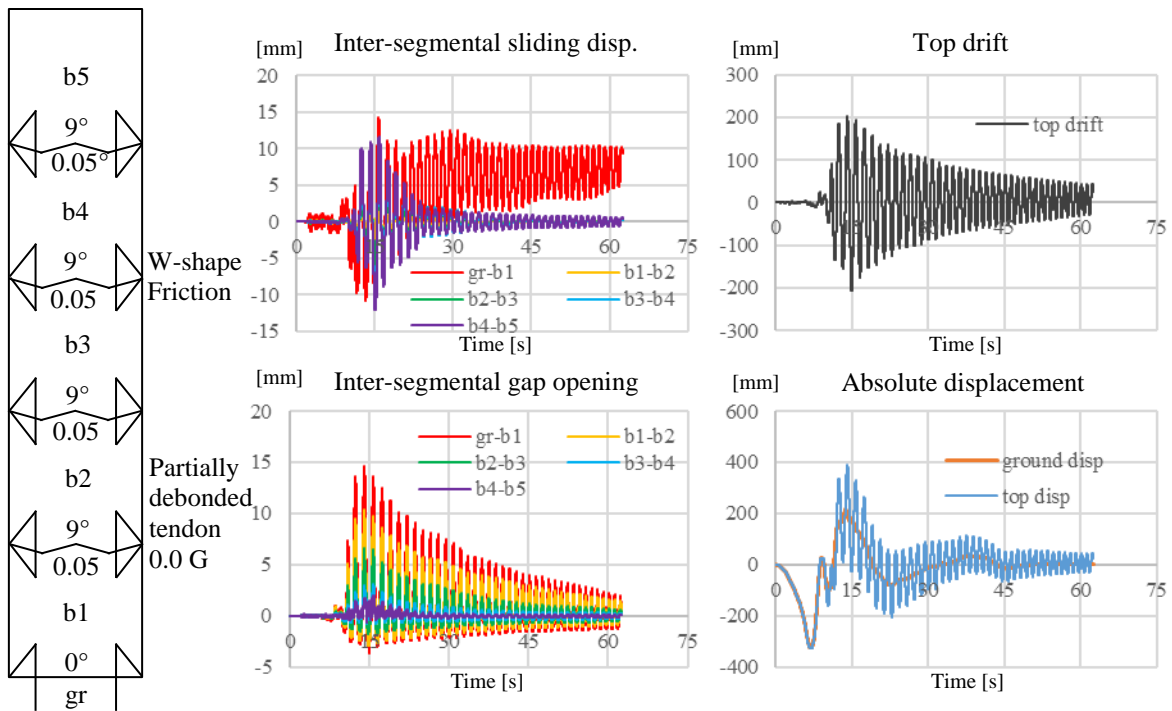 b5
9°
0.05°
b4
9°
0.05
W-shape
Friction
b3
9°
0.05
b2
Partially
debonded
tendon
0.0 G
9°
0.05
b1
0°
gr
[mm]
Inter-segmental sliding disp.
20
15
10
5
0
-5
-10
-15
0
15
30
45
60
75
gr-b1
b1-b2
b2-b3
b3-b4
b4-b5
Time [s]
[mm]
Top drift
300
200
100
0
-100
-200
-300
0
15
30
45
60
75
top drift
Time [s]
[mm]
Inter-segmental gap opening
20
15
10
5
0
-5
0
15
30
45
60
75
gr-b1
b1-b2
b2-b3
b3-b4
b4-b5
Time [s]
[mm]
Absolute displacement
600
400
200
0
-200
-400
0
15
30
45
60
75
ground disp
top disp
Time [s]